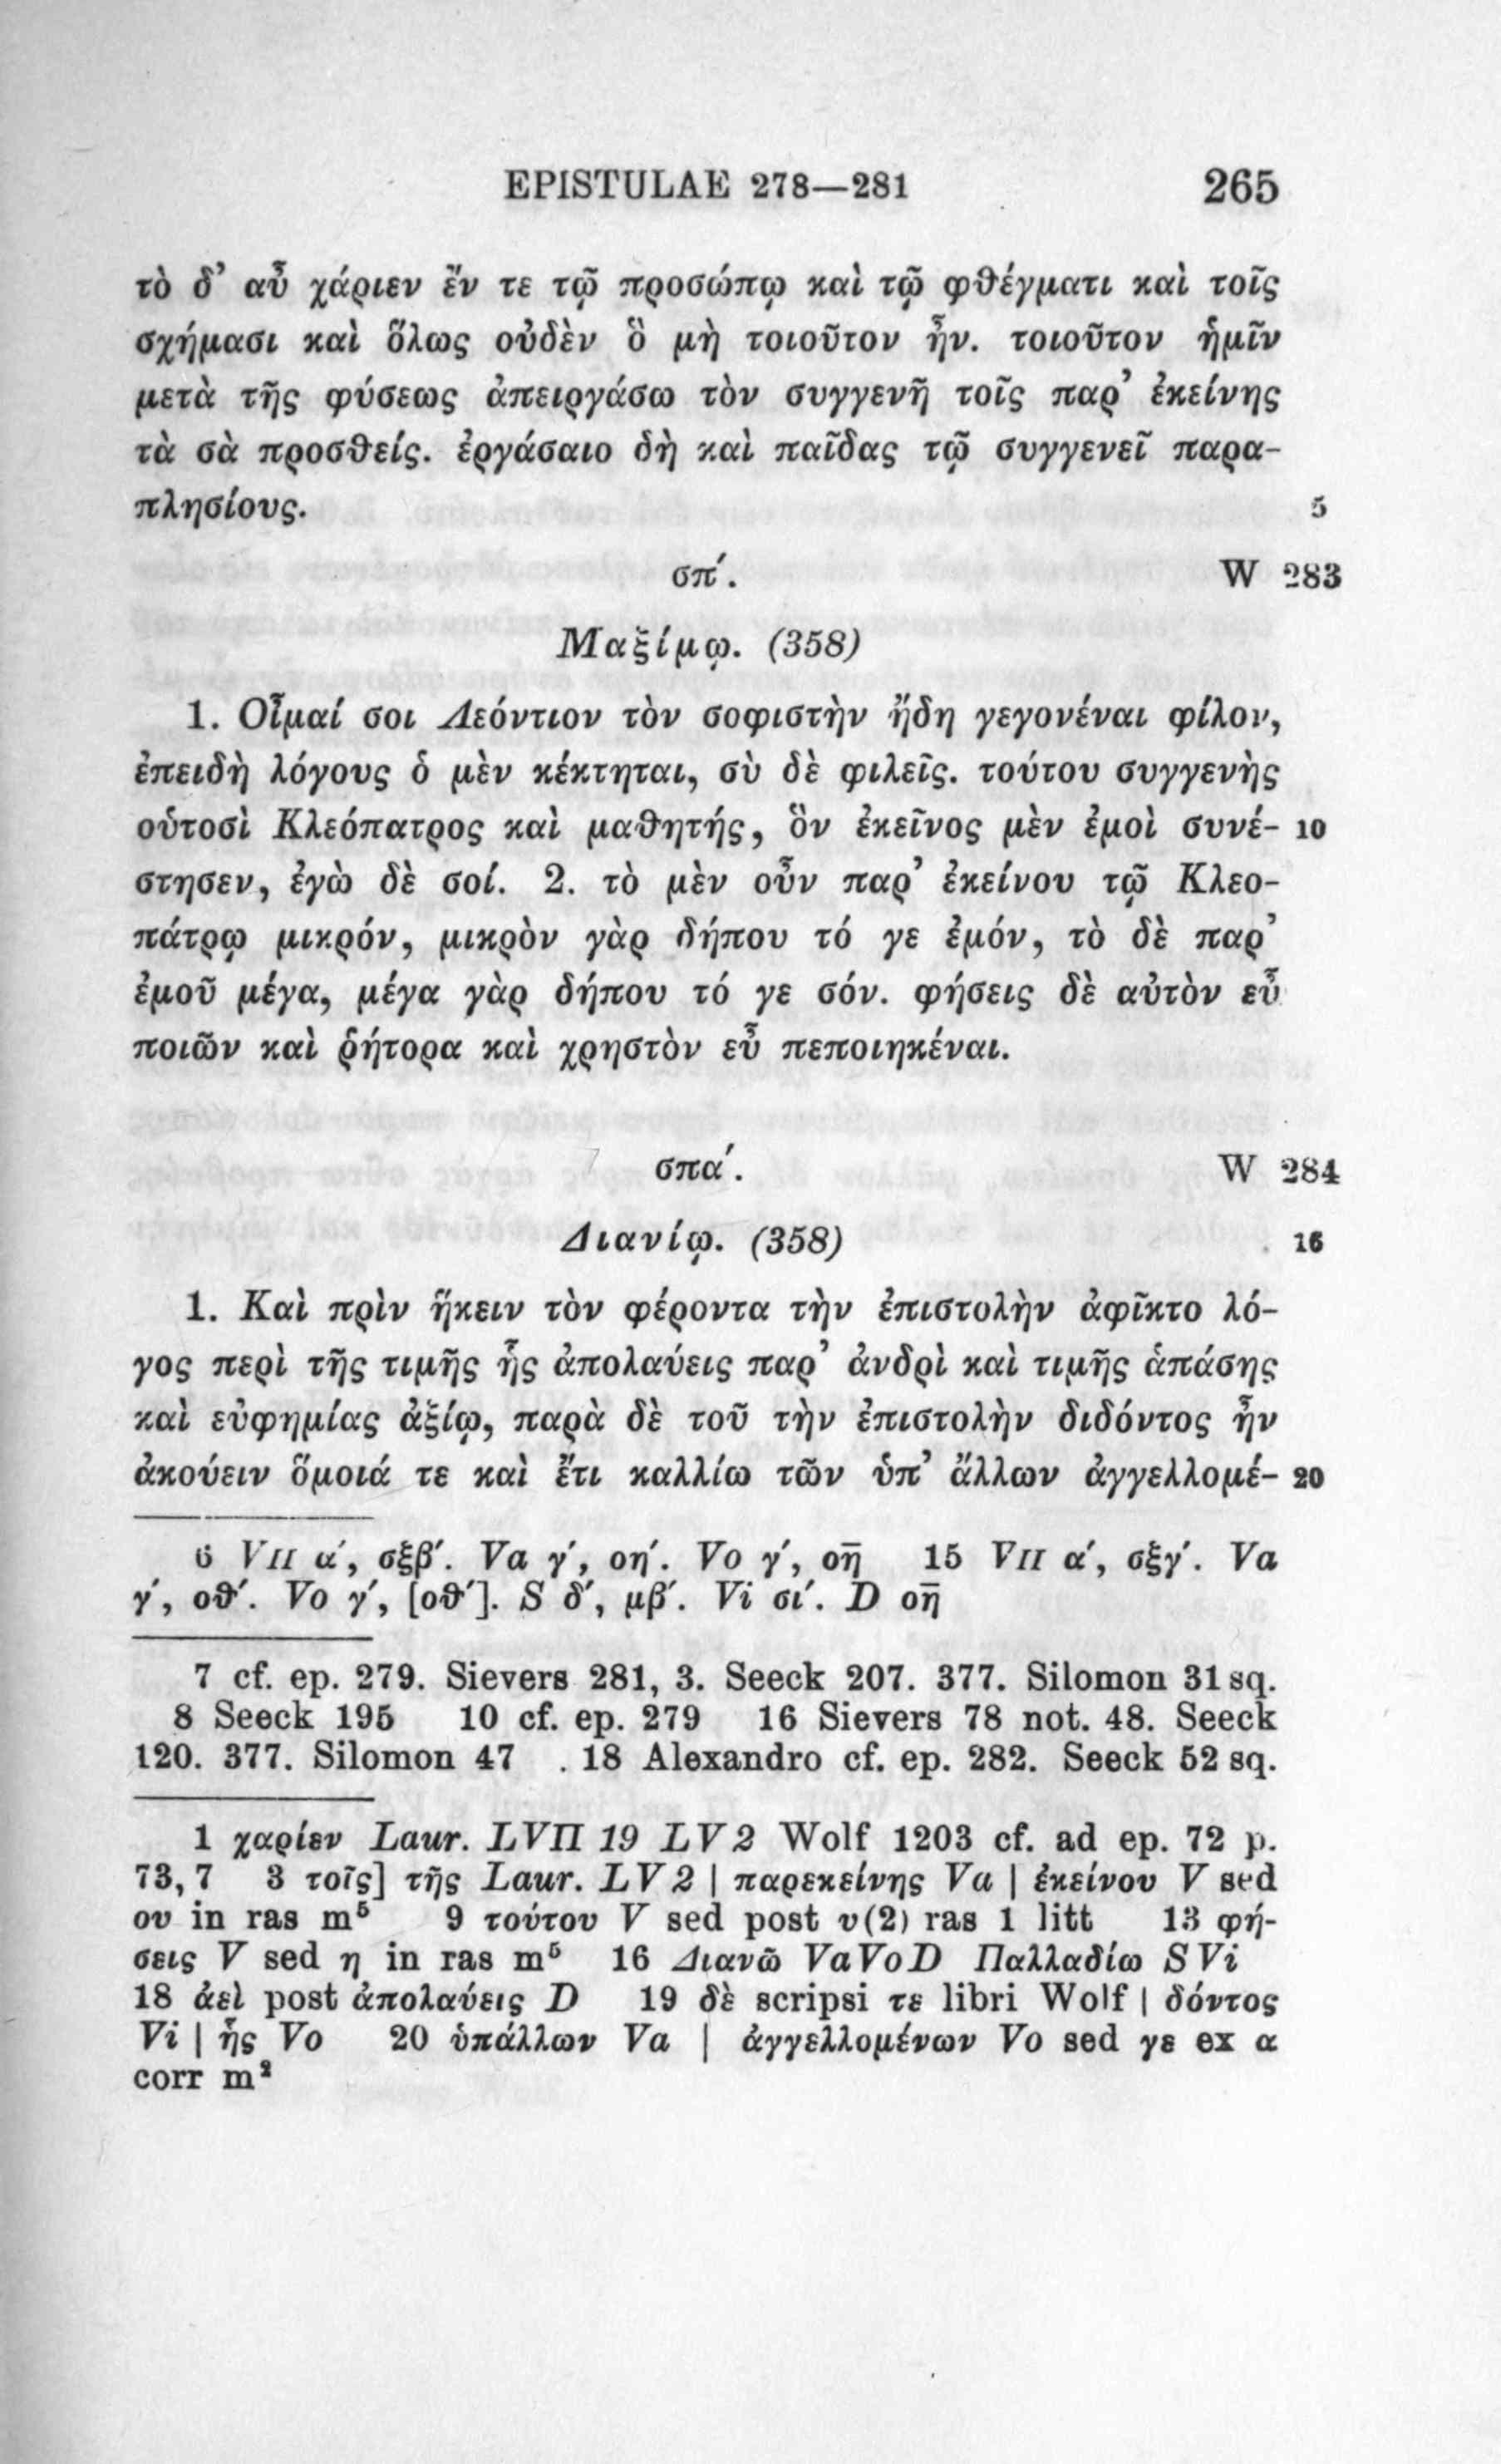 EPISTULAE 278—281 265
τὸ δ’ αὖ χάριεν ἔν τε τῷ προσώπῳ καὶ τῷ φθέγματι καὶ τοῖς
σχήμασι καὶ ὅλως οὐδὲν ὃ μὴ τοιοῦτον ἦν. τοιοῦτον ἡμῖν
μετὰ τῆς φύσεως ἀπειργάσω τὸν συγγενῆ τοῖς παρ’ ἐκείνης
τὰ σὰ προσθείς. ἐργάσαιο δὴ καὶ παῖδας τῷ συγγενεῖ παρα-
πλησίους. 5
σπ΄. W 283
Μαξίμῳ. (358)
1. Οἶμαί σοι Λεόντιον τὸν σοφιστὴν ἤδη γεγονέναι φίλον,
ἐπειδὴ λόγους ὁ μὲν κέκτηται, σὺ δὲ φιλεῖς. τούτου συγγενὴς
οὑτοσὶ Κλεόπατρος καὶ μαθητής, ὃν ἐκεῖνος μὲν ἐμοὶ συνέ- 10
στησεν, ἐγὼ δὲ σοί. 2. τὸ μὲν οὖν παρ’ ἐκείνου τῷ Κλεο-
πάτρῳ μικρόν, μικρὸν γὰρ δήπου τό γε ἐμόν, τὸ δὲ παρ’
ἐμοῦ μέγα, μέγα γὰρ δήπου τό γε σόν. φήσεις δὲ αὐτὸν εὖ
ποιῶν καὶ ῥήτορα καὶ χρηστὸν εὖ πεποιηκέναι.
σπα΄. W 284
Διανίῳ. (358) 16
1. Καὶ πρὶν ἥκειν τὸν φέροντα τὴν ἐπιστολὴν ἀφῖκτο λό-
γος περὶ τῆς τιμῆς ἧς ἀπολαύεις παρ’ ἀνδρὶ καὶ τιμῆς ἁπάσης
καὶ εὐφημίας ἀξίῳ, παρὰ δὲ τοῦ τὴν ἐπιστολὴν διδόντος ἦν
ἀκούειν ὅμοιά τε καὶ ἔτι καλλίω τῶν ὑπ’ ἄλλων ἀγγελλομέ- 20
6 VII α΄, σξβ΄. Va γ΄, οη΄. Vo γ΄, ο̅η̅ 15 VII α΄, σξγ΄. Va
γ΄, οθ΄. Vo γ΄, [οθ΄]. S δ΄, μβ΄. Vi σι΄. D ο̅η̅
7 cf. ep. 279. Sievers 281, 3. Seeck 207. 377. Silomon 31 sq.
8 Seeck 195 10 cf. ep. 279 16 Sievers 78 not. 48. Seeck
120. 377. Silomon 47 18 Alexandro cf. ep. 282. Seeck 52 sq.
1 χαρίεν Laur. LVII 19 LV 2 Wolf 1203 cf. ad ep. 72 p.
73, 7 3 τοῖς] τῆς Laur. LV 2 | παρεκείνης Va | ἐκείνου V sed
ου in ras m⁵ 9 τούτου V sed post υ(2) ras 1 litt 13 φή-
σεις V sed η in ras m⁵ 16 Διανῶ VaVoD Παλλαδίω S Vi
18 ἀεὶ post ἀπολαύεις D 19 δὲ scripsi τε libri Wolf | δόντος
Vi | ἧς Vo 20 ὑπάλλων Va | ἀγγελλομένων Vo sed γε ex α
corr m²